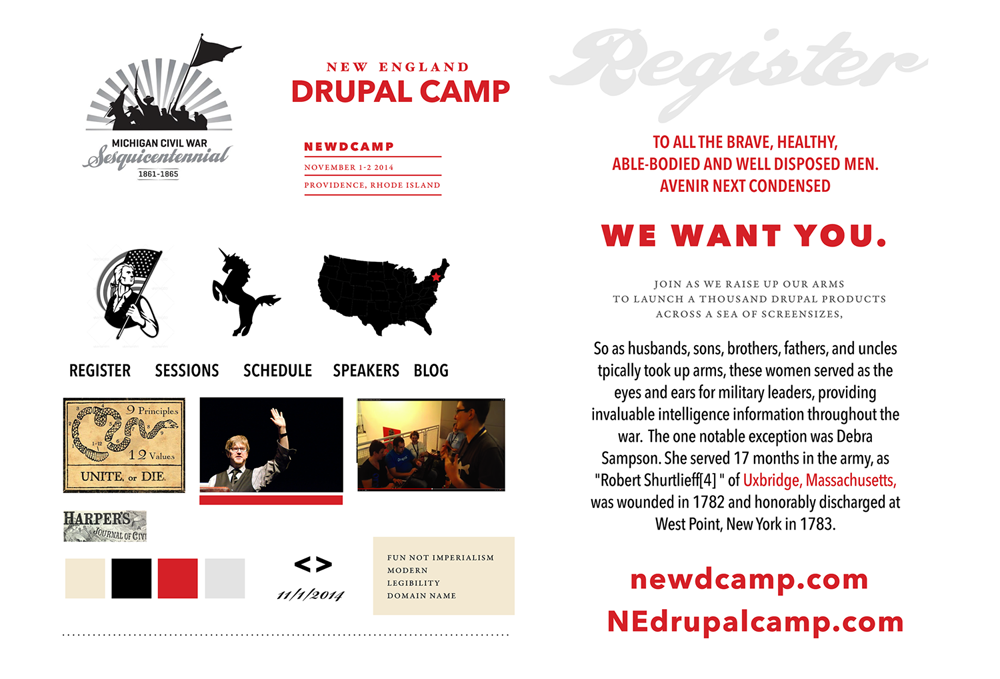 MICHIGAN CIVIL WAR
Sesquicentennial
1861-1865
NEW ENGLAND
DRUPAL CAMP
NEWDCAMP
NOVEMBER 1-2 2014
PROVIDENCE, RHODE ISLAND
REGISTER SESSIONS SCHEDULE SPEAKERS BLOG
9 Principles
12 Values
UNITE, or DIE.
HARPER'S
JOURNAL OF CIV
<>
11/1/2014
FUN NOT IMPERIALISM
MODERN
LEGIBILITY
DOMAIN NAME
Register
TO ALL THE BRAVE, HEALTHY,
ABLE-BODIED AND WELL DISPOSED MEN.
AVENIR NEXT CONDENSED
WE WANT YOU.
JOIN AS WE RAISE UP OUR ARMS
TO LAUNCH A THOUSAND DRUPAL PRODUCTS
ACROSS A SEA OF SCREENSIZES,
So as husbands, sons, brothers, fathers, and uncles
tpically took up arms, these women served as the
eyes and ears for military leaders, providing
invaluable intelligence information throughout the
war. The one notable exception was Debra
Sampson. She served 17 months in the army, as
"Robert Shurtlieff[4] " of Uxbridge, Massachusetts,
was wounded in 1782 and honorably discharged at
West Point, New York in 1783.
newdcamp.com
NEdrupalcamp.com